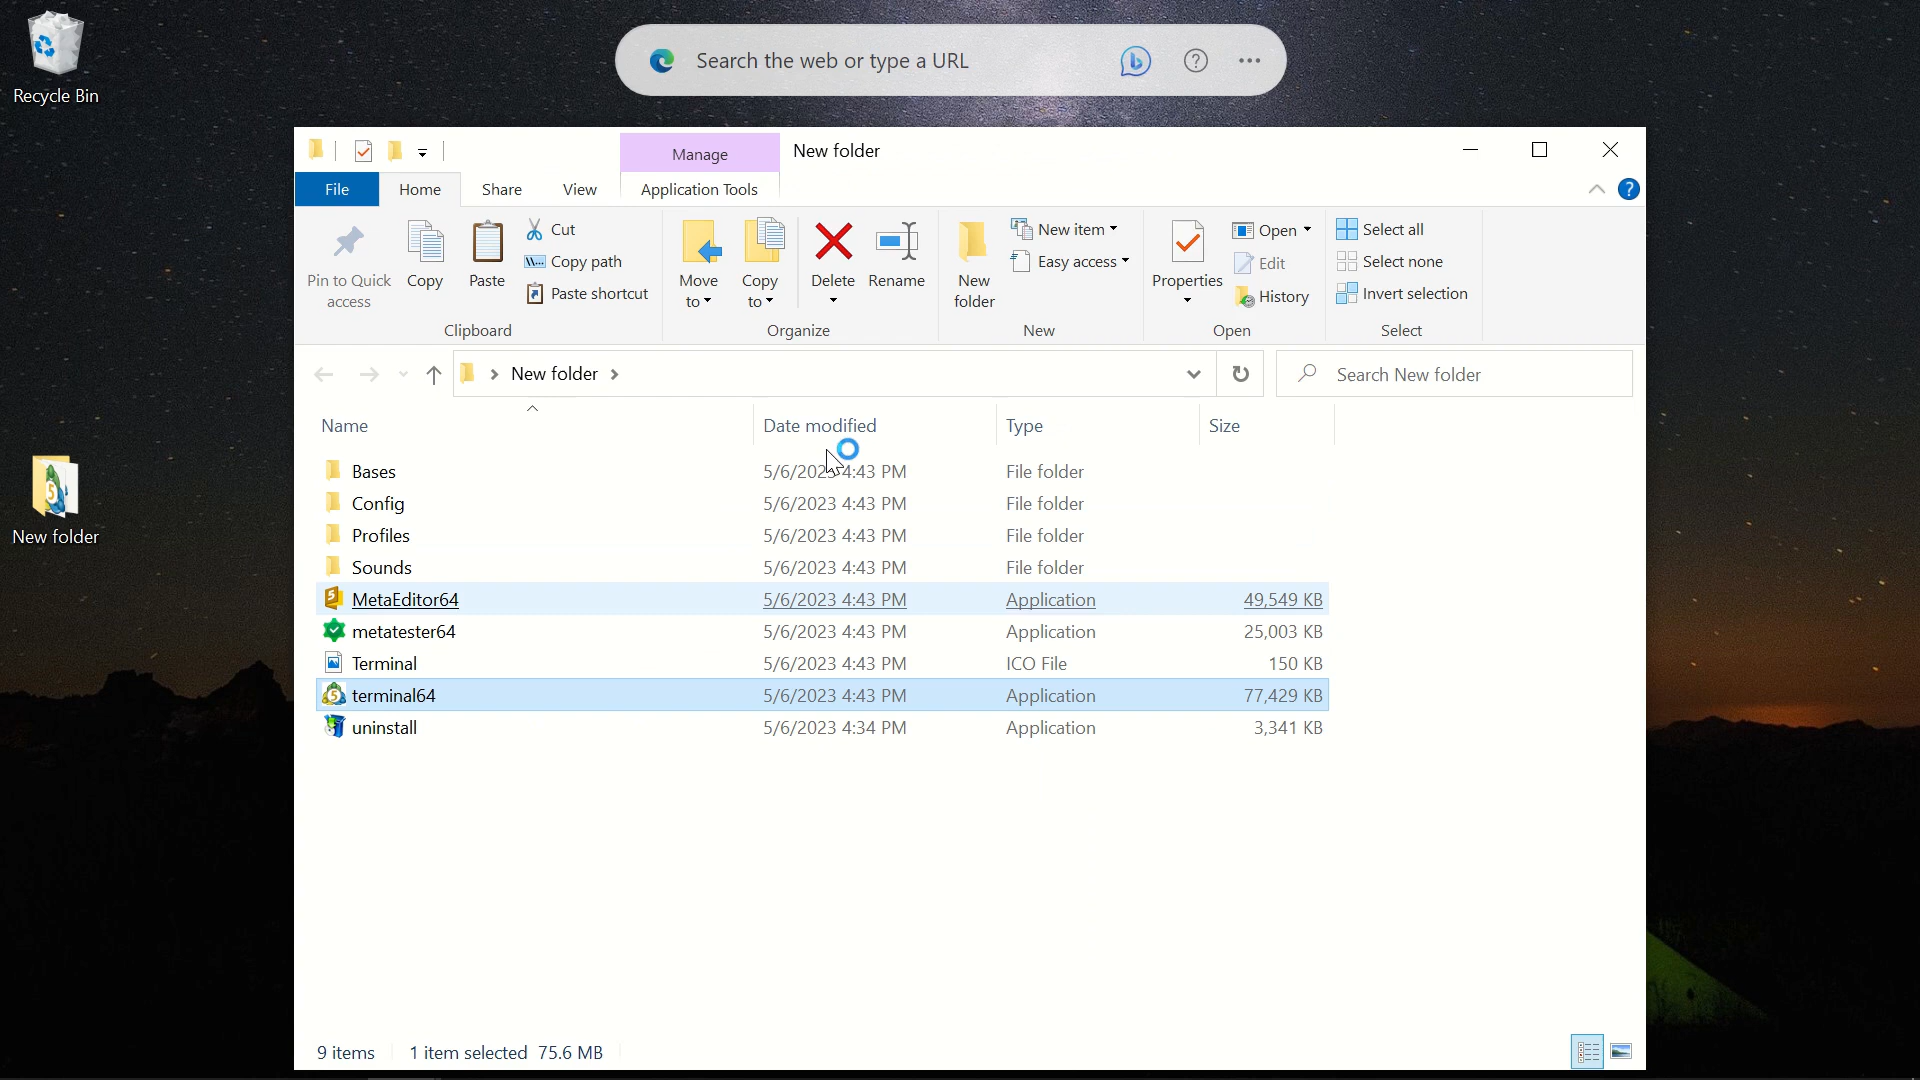 Recycle Bin
Search the web or type a URL
Manage
New folder
File
Home
Share
View
Application Tools
Pin to Quick access
Copy
Paste
Cut
Copy path
Paste shortcut
Clipboard
Move to
Copy to
Delete
Rename
Organize
New folder
New item
Easy access
New
Properties
Open
Edit
History
Open
Select all
Select none
Invert selection
Select
New folder
Search New folder
Name Date modified Type Size
Bases 5/6/2023 4:43 PM File folder
Config 5/6/2023 4:43 PM File folder
Profiles 5/6/2023 4:43 PM File folder
Sounds 5/6/2023 4:43 PM File folder
MetaEditor64 5/6/2023 4:43 PM Application 49,549 KB
metatester64 5/6/2023 4:43 PM Application 25,003 KB
Terminal 5/6/2023 4:43 PM ICO File 150 KB
terminal64 5/6/2023 4:43 PM Application 77,429 KB
uninstall 5/6/2023 4:34 PM Application 3,341 KB
New folder
9 items 1 item selected 75.6 MB